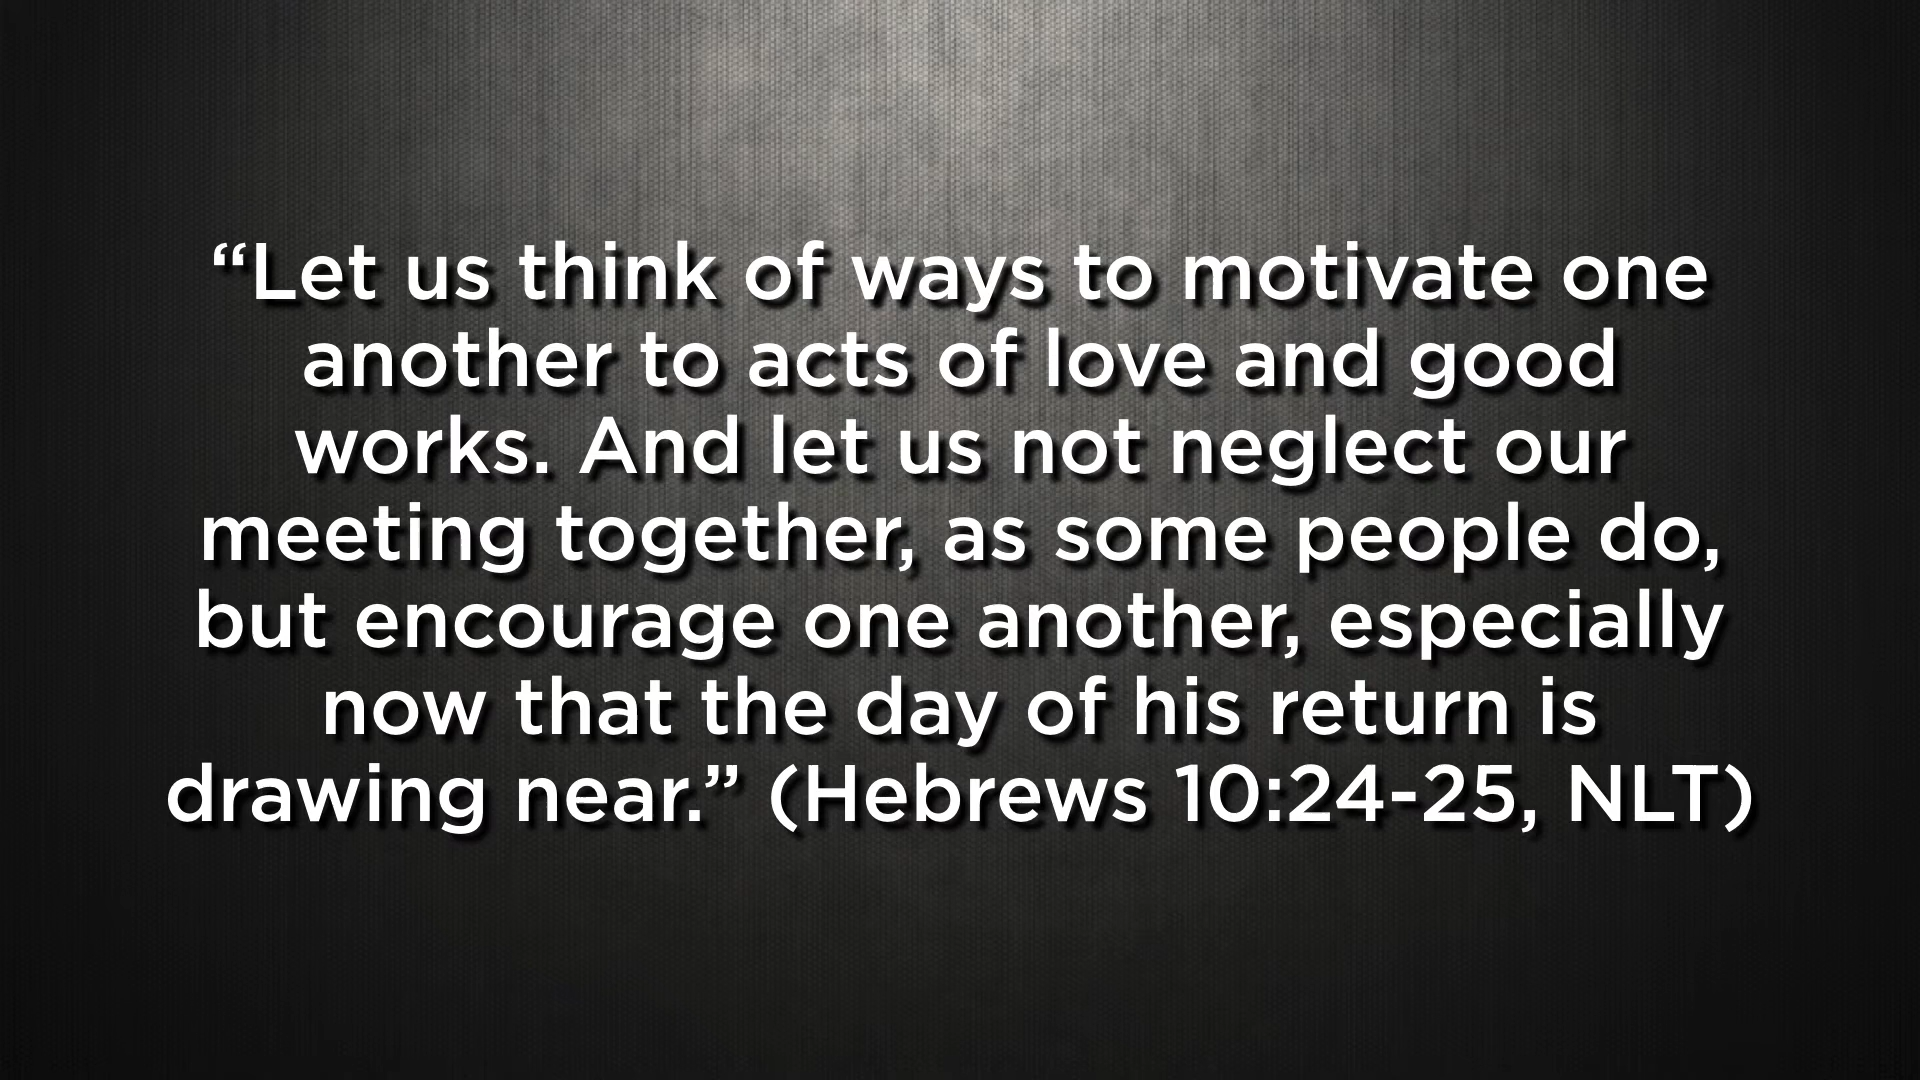 “Let us think of ways to motivate one
another to acts of love and good
works. And let us not neglect our
meeting together, as some people do,
but encourage one another, especially
now that the day of his return is
drawing near.” (Hebrews 10:24-25, NLT)